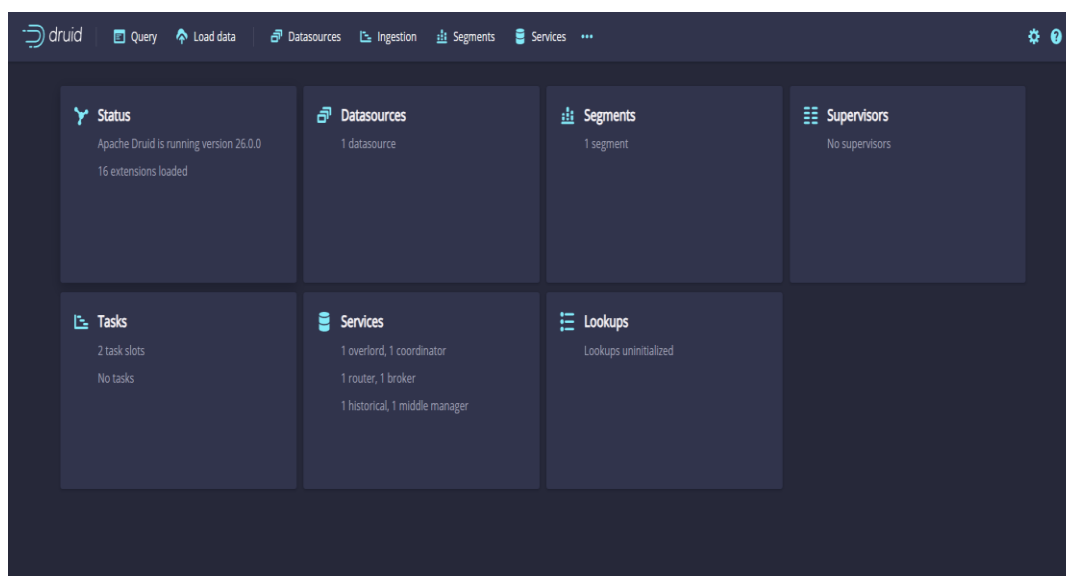 druid Query Load data Datasources Ingestion Segments Services •••
Status
Apache Druid is running version 26.0.0
16 extensions loaded
Datasources
1 datasource
Segments
1 segment
Supervisors
No supervisors
Tasks
2 task slots
No tasks
Services
1 overlord, 1 coordinator
1 router, 1 broker
1 historical, 1 middle manager
Lookups
Lookups uninitialized